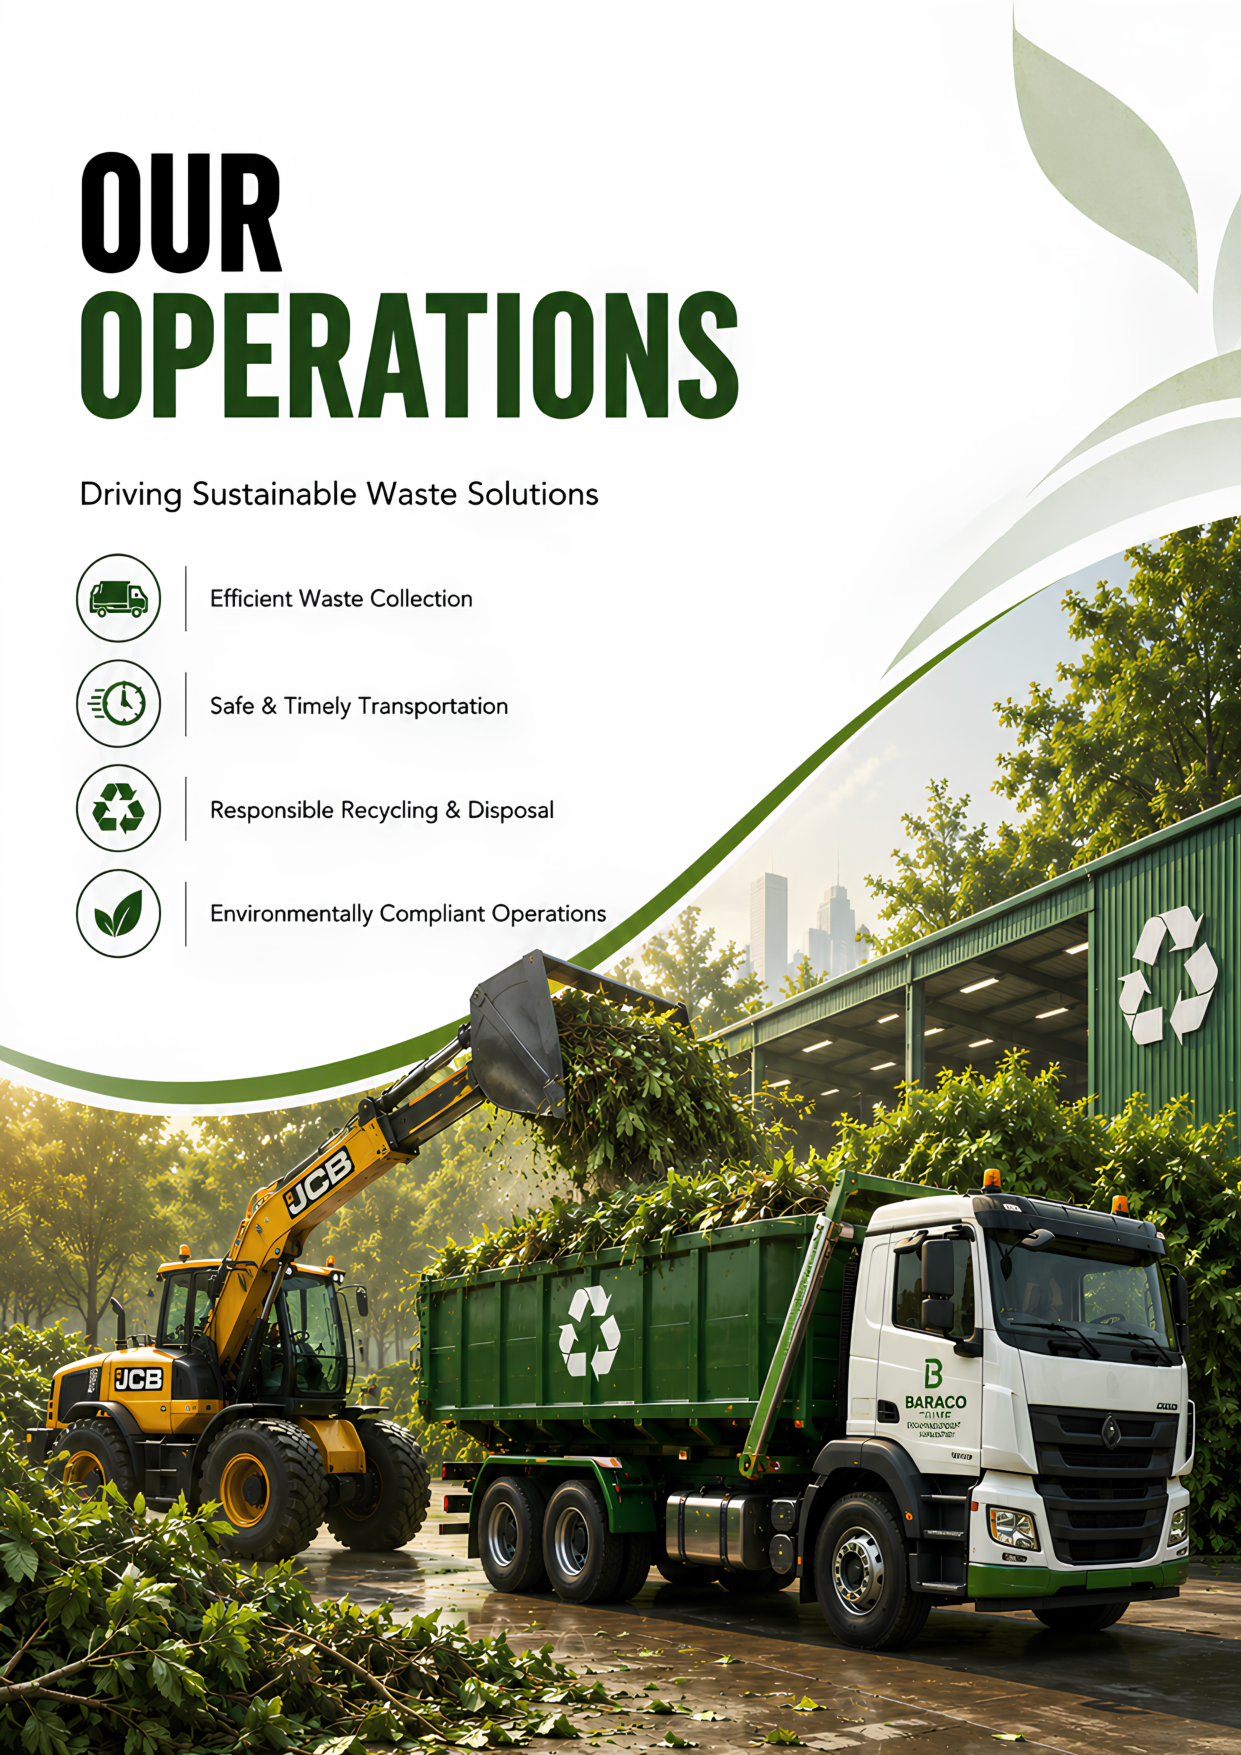 OUR
OPERATIONS
Driving Sustainable Waste Solutions
Efficient Waste Collection
Safe & Timely Transportation
Responsible Recycling & Disposal
Environmentally Compliant Operations
JCB
JCB
B
BARACO